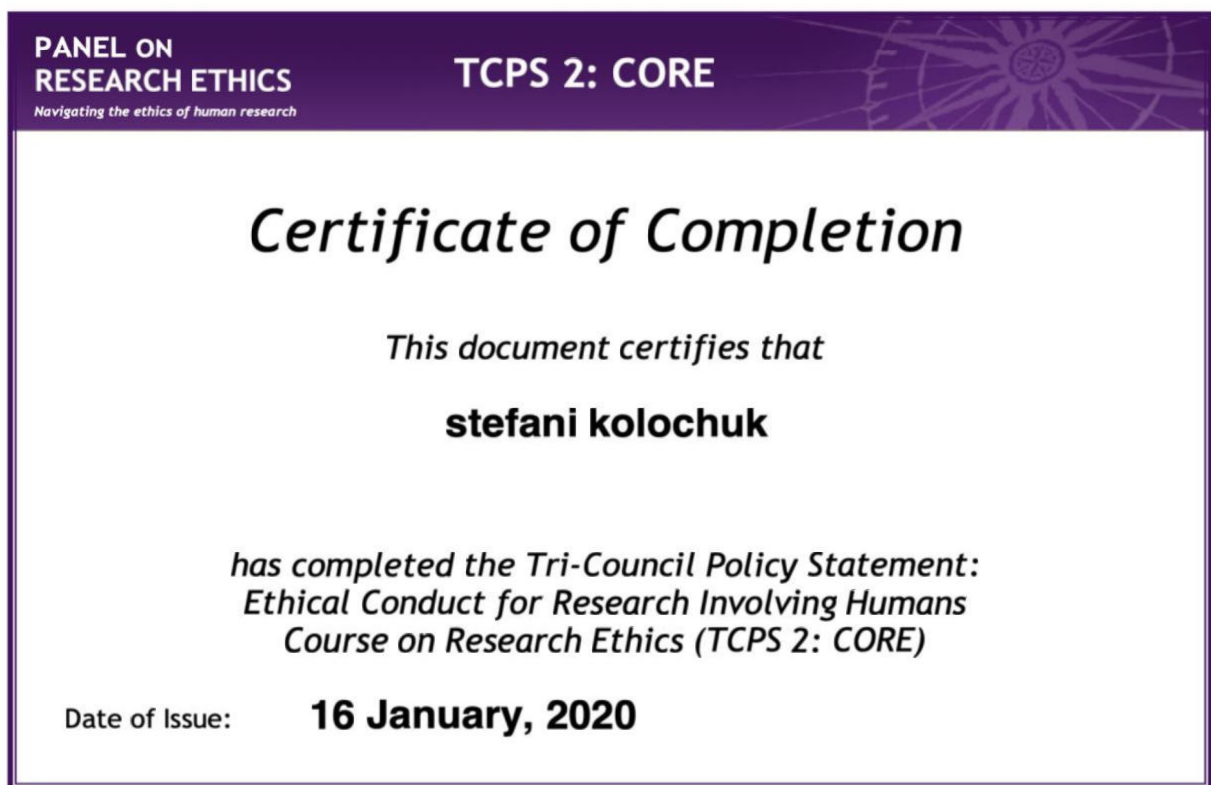 PANEL ON
RESEARCH ETHICS
Navigating the ethics of human research
TCPS 2: CORE
Certificate of Completion
This document certifies that
stefani kolochuk
has completed the Tri-Council Policy Statement:
Ethical Conduct for Research Involving Humans
Course on Research Ethics (TCPS 2: CORE)
Date of Issue: 16 January, 2020